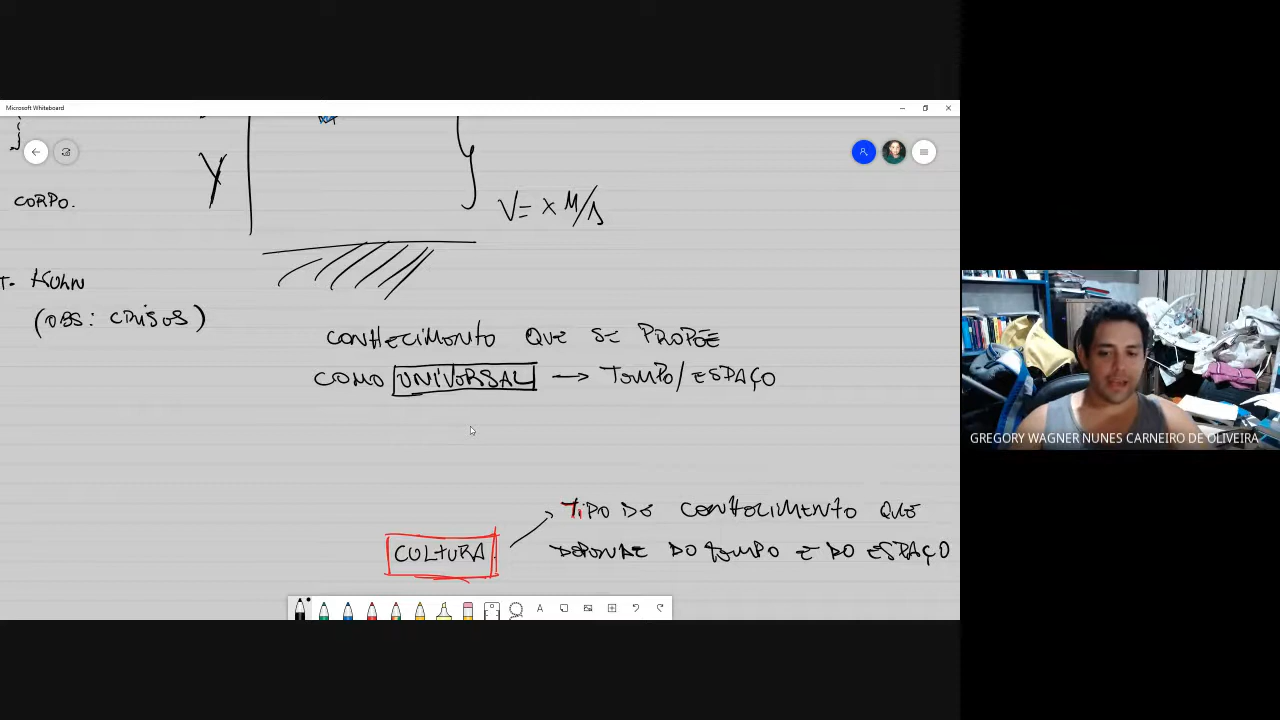 Microsoft Whiteboard
Y
V = x M/s
CORPO.
T. KUHN
(OBS: CRISES)
CONHECIMENTO QUE SE PROPÕE
COMO UNIVERSAL → TEMPO/ESPAÇO
TIPO DE CONHECIMENTO QUE
CULTURA
DEPENDE DO TEMPO E DO ESPAÇO
A
GREGORY WAGNER NUNES CARNEIRO DE OLIVEIRA